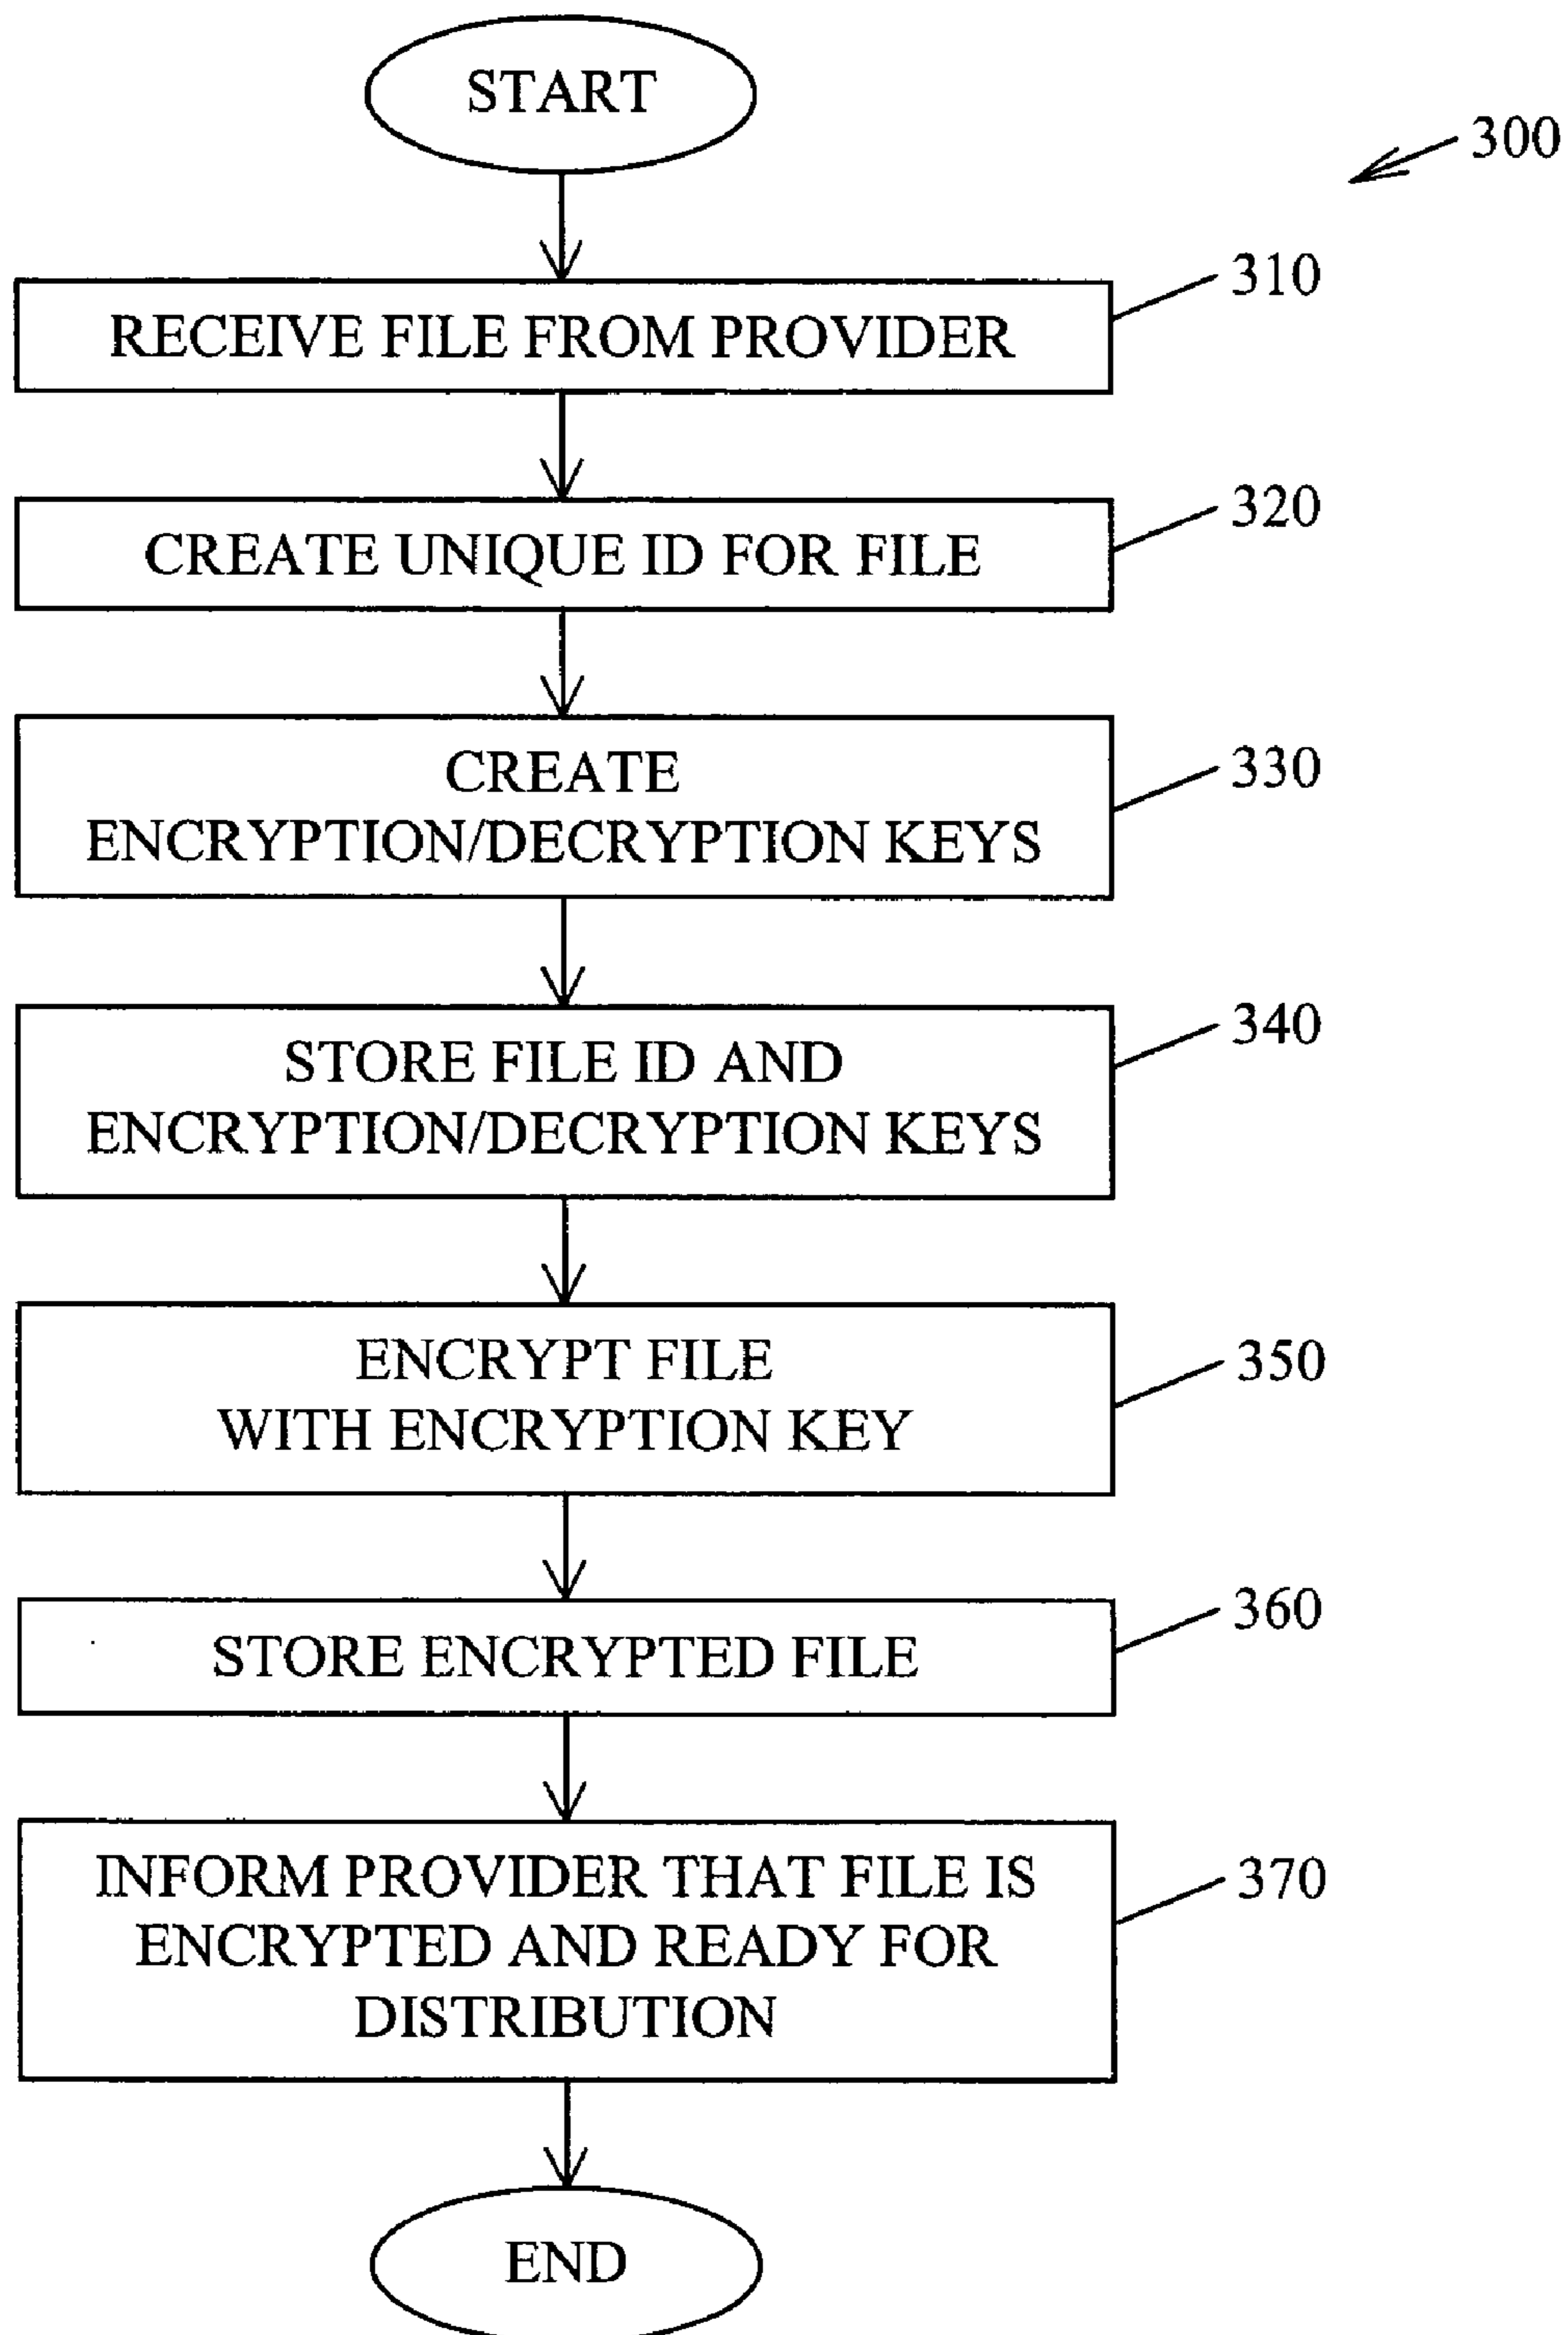 START
300
310
RECEIVE FILE FROM PROVIDER
320
CREATE UNIQUE ID FOR FILE
330
CREATE
ENCRYPTION/DECRYPTION KEYS
340
STORE FILE ID AND
ENCRYPTION/DECRYPTION KEYS
350
ENCRYPT FILE
WITH ENCRYPTION KEY
360
STORE ENCRYPTED FILE
370
INFORM PROVIDER THAT FILE IS
ENCRYPTED AND READY FOR
DISTRIBUTION
END